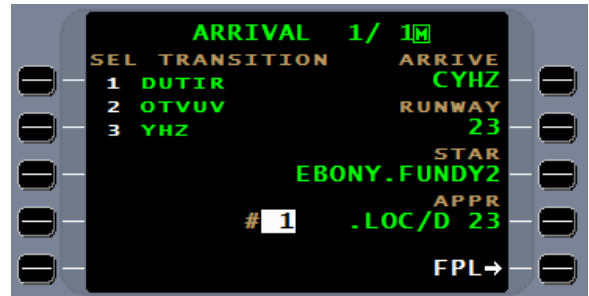 ARRIVAL 1/ 1M
SEL TRANSITION ARRIVE
1 DUTIR CYHZ
2 OTVUV RUNWAY
3 YHZ 23
STAR
EBONY.FUNDY2
APPR
# 1 .LOC/D 23
FPL→